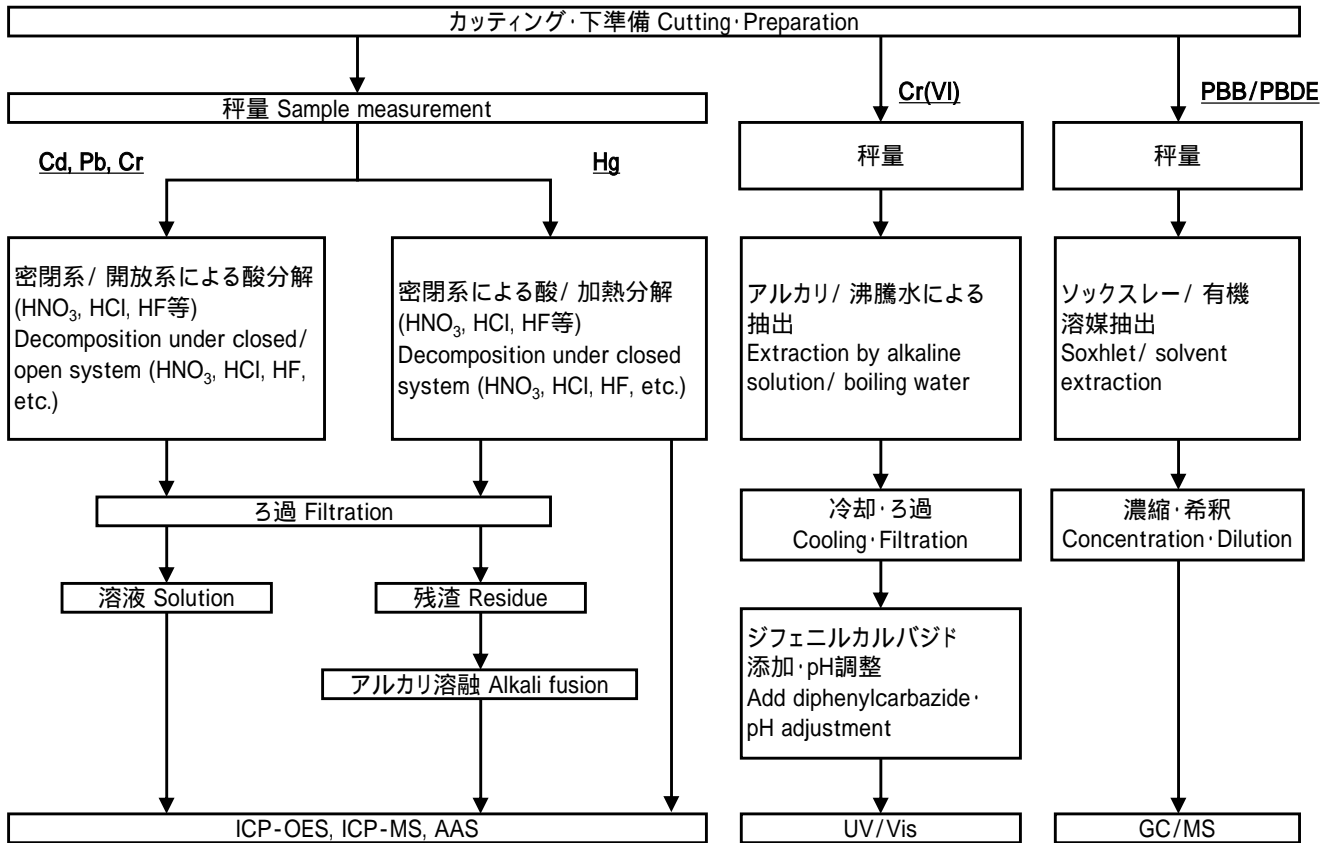 カッティング･下準備 Cutting･Preparation
秤量 Sample measurement
Cd, Pb, Cr
Hg
Cr(VI)
PBB/PBDE
秤量
秤量
密閉系/ 開放系による酸分解
(HNO₃, HCl, HF等)
Decomposition under closed/
open system (HNO₃, HCl, HF,
etc.)
密閉系による酸/ 加熱分解
(HNO₃, HCl, HF等)
Decomposition under closed
system (HNO₃, HCl, HF, etc.)
アルカリ/ 沸騰水による
抽出
Extraction by alkaline
solution/ boiling water
ソックスレー/ 有機
溶媒抽出
Soxhlet/ solvent
extraction
ろ過 Filtration
冷却･ろ過
Cooling･Filtration
濃縮･希釈
Concentration･Dilution
溶液 Solution
残渣 Residue
アルカリ溶融 Alkali fusion
ジフェニルカルバジド
添加･pH調整
Add diphenylcarbazide･
pH adjustment
ICP-OES, ICP-MS, AAS
UV/Vis
GC/MS